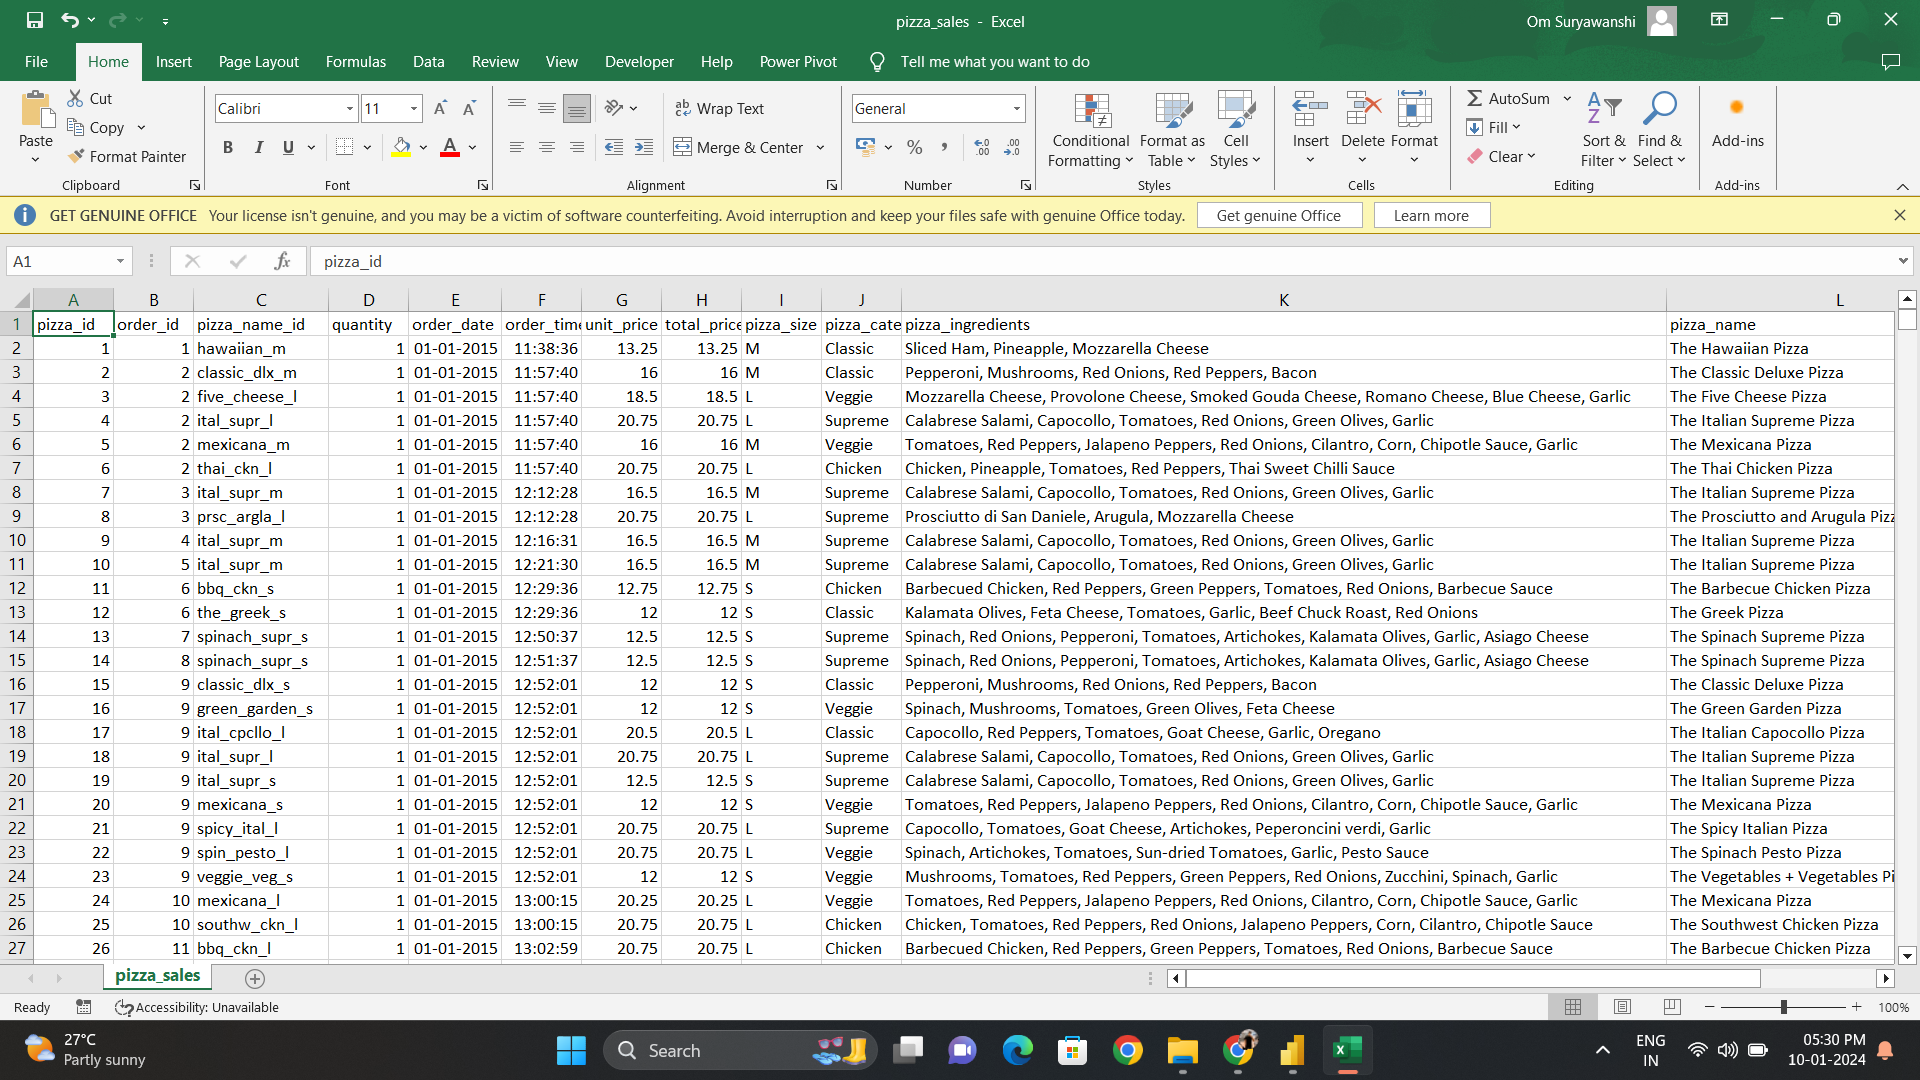 pizza_sales - Excel
Om Suryawanshi
File Home Insert Page Layout Formulas Data Review View Developer Help Power Pivot Tell me what you want to do
Paste
Cut
Copy
Format Painter
Clipboard
Calibri 11
B I U A
Font
Wrap Text
Merge & Center
Alignment
General
%
Number
Conditional Formatting
Format as Table
Cell Styles
Styles
Insert Delete Format
Cells
AutoSum
Fill
Clear
Sort & Filter
Find & Select
Editing
Add-ins
Add-ins
GET GENUINE OFFICE Your license isn't genuine, and you may be a victim of software counterfeiting. Avoid interruption and keep your files safe with genuine Office today. Get genuine Office Learn more
A1 fx pizza_id
A B C D E F G H I J K L
1 pizza_id order_id pizza_name_id quantity order_date order_time unit_price total_price pizza_size pizza_cate pizza_ingredients pizza_name
2 1 1 hawaiian_m 1 01-01-2015 11:38:36 13.25 13.25 M Classic Sliced Ham, Pineapple, Mozzarella Cheese The Hawaiian Pizza
3 2 2 classic_dlx_m 1 01-01-2015 11:57:40 16 16 M Classic Pepperoni, Mushrooms, Red Onions, Red Peppers, Bacon The Classic Deluxe Pizza
4 3 2 five_cheese_l 1 01-01-2015 11:57:40 18.5 18.5 L Veggie Mozzarella Cheese, Provolone Cheese, Smoked Gouda Cheese, Romano Cheese, Blue Cheese, Garlic The Five Cheese Pizza
5 4 2 ital_supr_l 1 01-01-2015 11:57:40 20.75 20.75 L Supreme Calabrese Salami, Capocollo, Tomatoes, Red Onions, Green Olives, Garlic The Italian Supreme Pizza
6 5 2 mexicana_m 1 01-01-2015 11:57:40 16 16 M Veggie Tomatoes, Red Peppers, Jalapeno Peppers, Red Onions, Cilantro, Corn, Chipotle Sauce, Garlic The Mexicana Pizza
7 6 2 thai_ckn_l 1 01-01-2015 11:57:40 20.75 20.75 L Chicken Chicken, Pineapple, Tomatoes, Red Peppers, Thai Sweet Chilli Sauce The Thai Chicken Pizza
8 7 3 ital_supr_m 1 01-01-2015 12:12:28 16.5 16.5 M Supreme Calabrese Salami, Capocollo, Tomatoes, Red Onions, Green Olives, Garlic The Italian Supreme Pizza
9 8 3 prsc_argla_l 1 01-01-2015 12:12:28 20.75 20.75 L Supreme Prosciutto di San Daniele, Arugula, Mozzarella Cheese The Prosciutto and Arugula Pizz
10 9 4 ital_supr_m 1 01-01-2015 12:16:31 16.5 16.5 M Supreme Calabrese Salami, Capocollo, Tomatoes, Red Onions, Green Olives, Garlic The Italian Supreme Pizza
11 10 5 ital_supr_m 1 01-01-2015 12:21:30 16.5 16.5 M Supreme Calabrese Salami, Capocollo, Tomatoes, Red Onions, Green Olives, Garlic The Italian Supreme Pizza
12 11 6 bbq_ckn_s 1 01-01-2015 12:29:36 12.75 12.75 S Chicken Barbecued Chicken, Red Peppers, Green Peppers, Tomatoes, Red Onions, Barbecue Sauce The Barbecue Chicken Pizza
13 12 6 the_greek_s 1 01-01-2015 12:29:36 12 12 S Classic Kalamata Olives, Feta Cheese, Tomatoes, Garlic, Beef Chuck Roast, Red Onions The Greek Pizza
14 13 7 spinach_supr_s 1 01-01-2015 12:50:37 12.5 12.5 S Supreme Spinach, Red Onions, Pepperoni, Tomatoes, Artichokes, Kalamata Olives, Garlic, Asiago Cheese The Spinach Supreme Pizza
15 14 8 spinach_supr_s 1 01-01-2015 12:51:37 12.5 12.5 S Supreme Spinach, Red Onions, Pepperoni, Tomatoes, Artichokes, Kalamata Olives, Garlic, Asiago Cheese The Spinach Supreme Pizza
16 15 9 classic_dlx_s 1 01-01-2015 12:52:01 12 12 S Classic Pepperoni, Mushrooms, Red Onions, Red Peppers, Bacon The Classic Deluxe Pizza
17 16 9 green_garden_s 1 01-01-2015 12:52:01 12 12 S Veggie Spinach, Mushrooms, Tomatoes, Green Olives, Feta Cheese The Green Garden Pizza
18 17 9 ital_cpcllo_l 1 01-01-2015 12:52:01 20.5 20.5 L Classic Capocollo, Red Peppers, Tomatoes, Goat Cheese, Garlic, Oregano The Italian Capocollo Pizza
19 18 9 ital_supr_l 1 01-01-2015 12:52:01 20.75 20.75 L Supreme Calabrese Salami, Capocollo, Tomatoes, Red Onions, Green Olives, Garlic The Italian Supreme Pizza
20 19 9 ital_supr_s 1 01-01-2015 12:52:01 12.5 12.5 S Supreme Calabrese Salami, Capocollo, Tomatoes, Red Onions, Green Olives, Garlic The Italian Supreme Pizza
21 20 9 mexicana_s 1 01-01-2015 12:52:01 12 12 S Veggie Tomatoes, Red Peppers, Jalapeno Peppers, Red Onions, Cilantro, Corn, Chipotle Sauce, Garlic The Mexicana Pizza
22 21 9 spicy_ital_l 1 01-01-2015 12:52:01 20.75 20.75 L Supreme Capocollo, Tomatoes, Goat Cheese, Artichokes, Peperoncini verdi, Garlic The Spicy Italian Pizza
23 22 9 spin_pesto_l 1 01-01-2015 12:52:01 20.75 20.75 L Veggie Spinach, Artichokes, Tomatoes, Sun-dried Tomatoes, Garlic, Pesto Sauce The Spinach Pesto Pizza
24 23 9 veggie_veg_s 1 01-01-2015 12:52:01 12 12 S Veggie Mushrooms, Tomatoes, Red Peppers, Green Peppers, Red Onions, Zucchini, Spinach, Garlic The Vegetables + Vegetables Pi
25 24 10 mexicana_l 1 01-01-2015 13:00:15 20.25 20.25 L Veggie Tomatoes, Red Peppers, Jalapeno Peppers, Red Onions, Cilantro, Corn, Chipotle Sauce, Garlic The Mexicana Pizza
26 25 10 southw_ckn_l 1 01-01-2015 13:00:15 20.75 20.75 L Chicken Chicken, Tomatoes, Red Peppers, Red Onions, Jalapeno Peppers, Corn, Cilantro, Chipotle Sauce The Southwest Chicken Pizza
27 26 11 bbq_ckn_l 1 01-01-2015 13:02:59 20.75 20.75 L Chicken Barbecued Chicken, Red Peppers, Green Peppers, Tomatoes, Red Onions, Barbecue Sauce The Barbecue Chicken Pizza
pizza_sales
Ready Accessibility: Unavailable 100%
27°C
Partly sunny
Search
ENG
IN
05:30 PM
10-01-2024